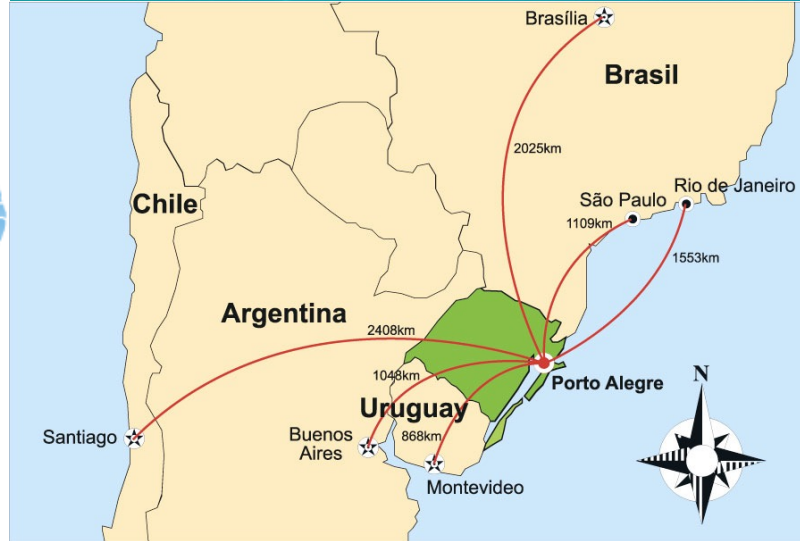 Brasília
Brasil
2025km
Rio de Janeiro
São Paulo
1109km
Chile
1553km
Argentina
2408km
1048km
Porto Alegre
N
Uruguay
Santiago
Buenos
Aires
868km
Montevideo